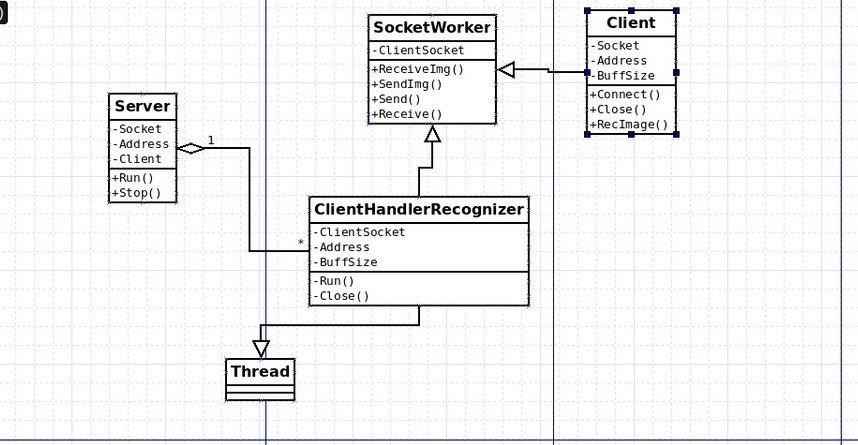 )
SocketWorker
-ClientSocket
+ReceiveImg()
+SendImg()
+Send()
+Receive()
Client
-Socket
-Address
-BuffSize
+Connect()
+Close()
+RecImage()
Server
-Socket
-Address
-Client
+Run()
+Stop()
1
*
ClientHandlerRecognizer
-ClientSocket
-Address
-BuffSize
-Run()
-Close()
Thread